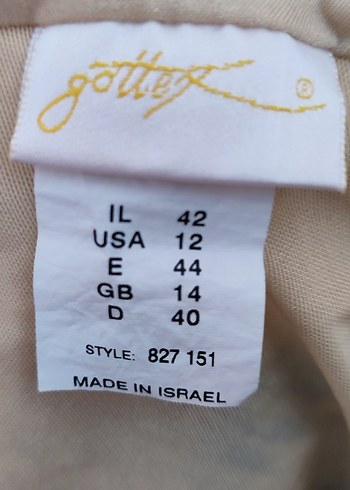 gottex ®
IL 42
USA 12
E 44
GB 14
D 40
STYLE: 827 151
MADE IN ISRAEL